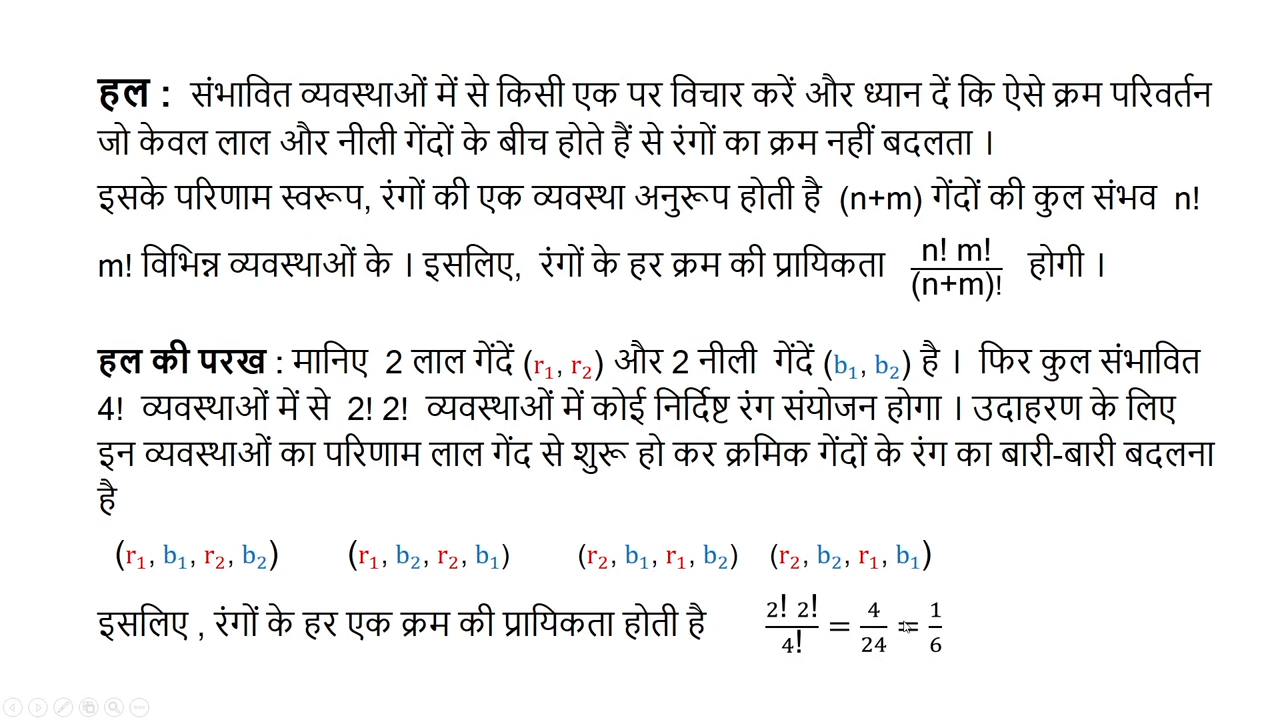 हल : संभावित व्यवस्थाओं में से किसी एक पर विचार करें और ध्यान दें कि ऐसे क्रम परिवर्तन
जो केवल लाल और नीली गेंदों के बीच होते हैं से रंगों का क्रम नहीं बदलता ।
इसके परिणाम स्वरूप, रंगों की एक व्यवस्था अनुरूप होती है (n+m) गेंदों की कुल संभव n!
m! विभिन्न व्यवस्थाओं के । इसलिए, रंगों के हर क्रम की प्रायिकता n! m!/(n+m)! होगी ।
हल की परख : मानिए 2 लाल गेंदें (r₁, r₂) और 2 नीली गेंदें (b₁, b₂) है । फिर कुल संभावित
4! व्यवस्थाओं में से 2! 2! व्यवस्थाओं में कोई निर्दिष्ट रंग संयोजन होगा । उदाहरण के लिए
इन व्यवस्थाओं का परिणाम लाल गेंद से शुरू हो कर क्रमिक गेंदों के रंग का बारी-बारी बदलना
है
(r₁, b₁, r₂, b₂) (r₁, b₂, r₂, b₁) (r₂, b₁, r₁, b₂) (r₂, b₂, r₁, b₁)
इसलिए , रंगों के हर एक क्रम की प्रायिकता होती है 2! 2!/4! = 4/24 = 1/6